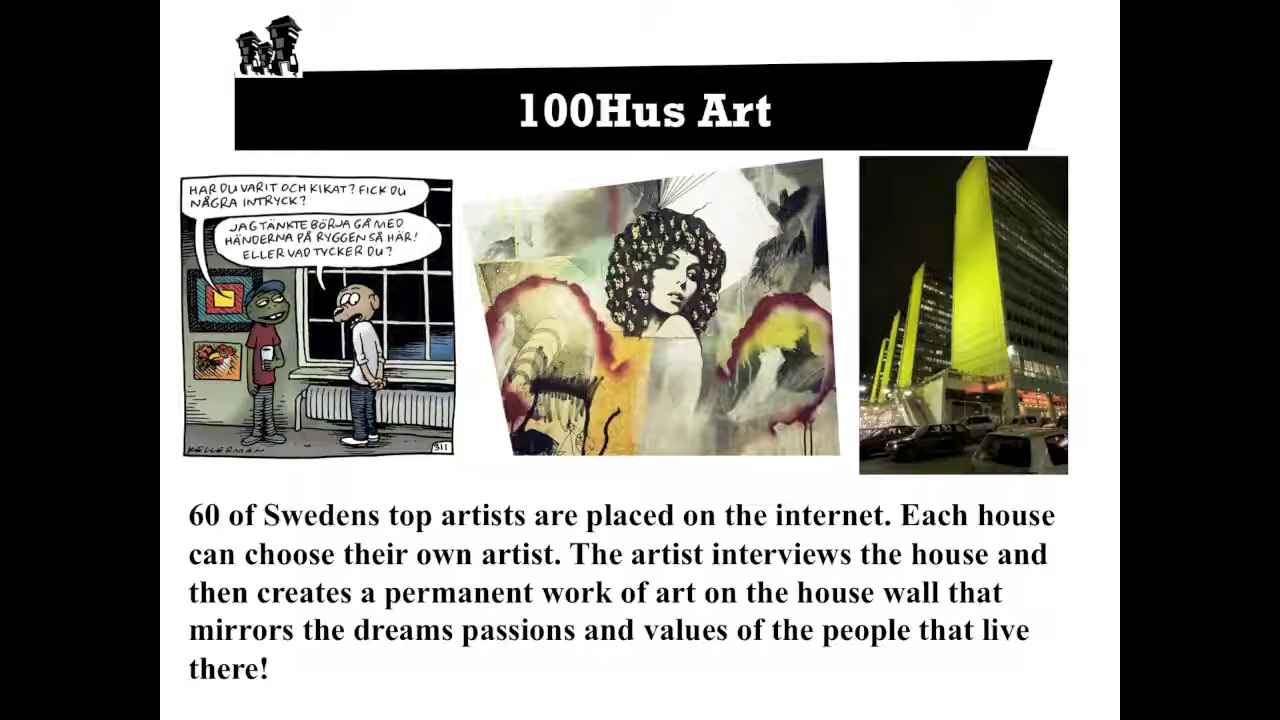 100Hus Art
HAR DU VARIT OCH KIKAT? FICK DU
NÅGRA INTRYCK?
JAG TÄNKTE BÖRJA GÅ MED
HÄNDERNA PÅ RYGGEN SÅ HÄR!
ELLER VAD TYCKER DU?
KELLERMAN
311
60 of Swedens top artists are placed on the internet. Each house
can choose their own artist. The artist interviews the house and
then creates a permanent work of art on the house wall that
mirrors the dreams passions and values of the people that live
there!